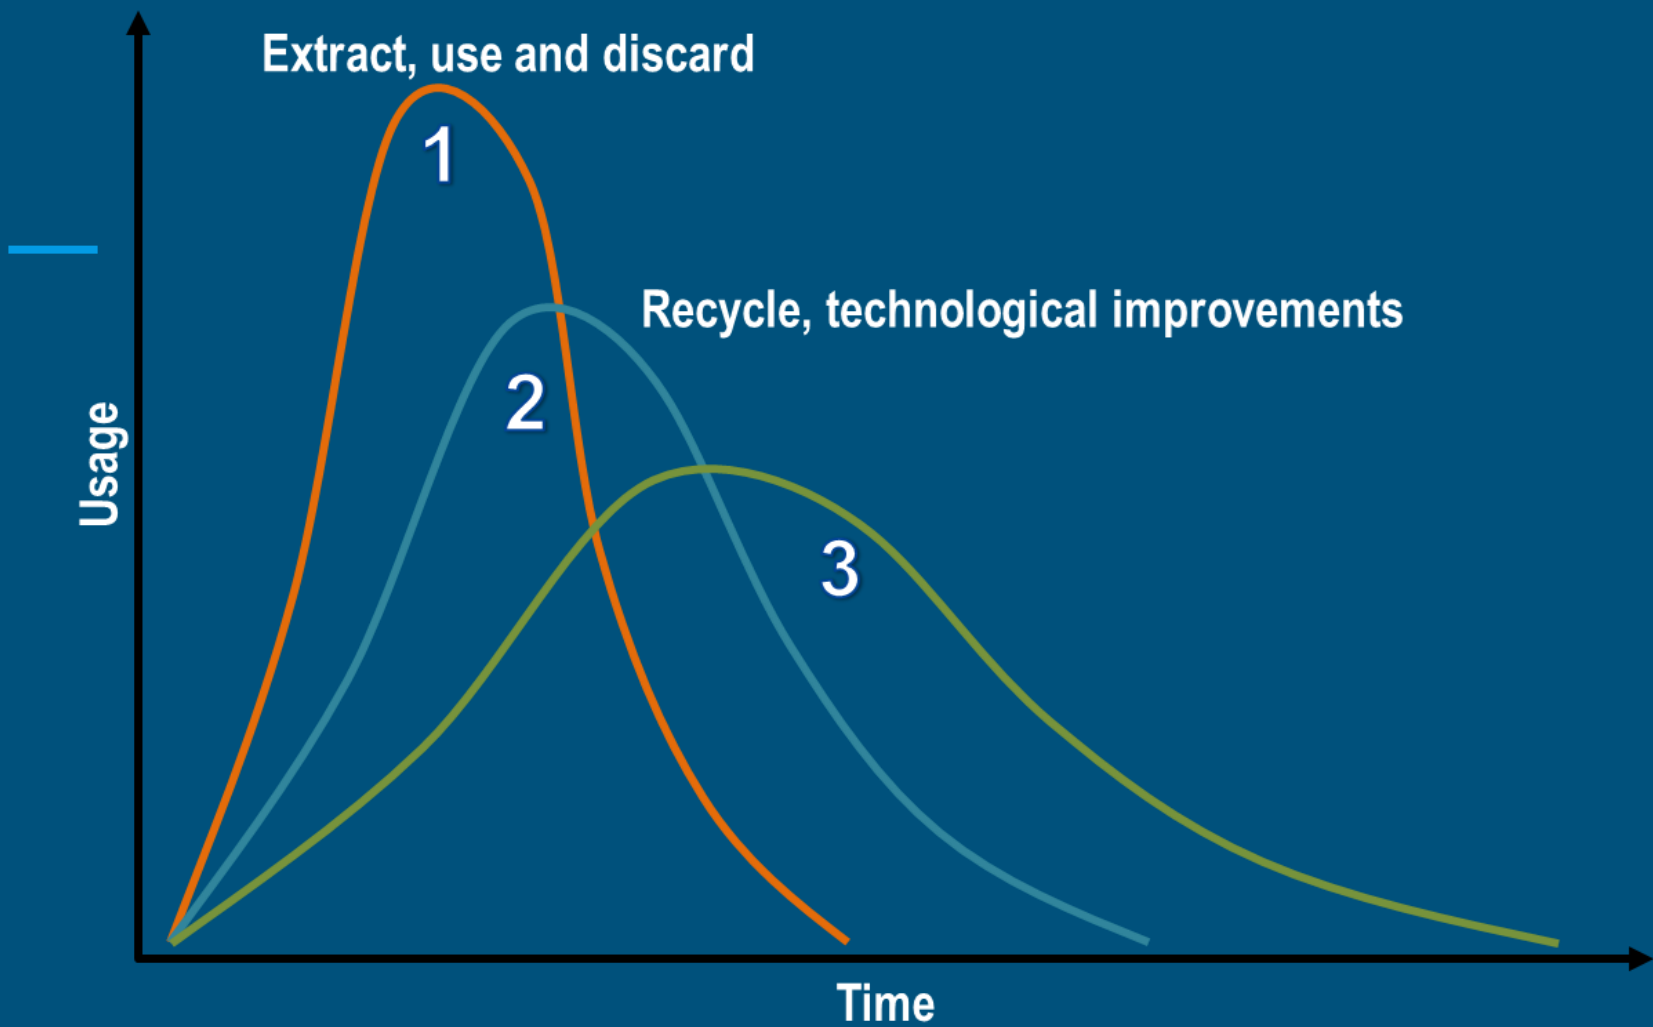 Extract, use and discard
1
Recycle, technological improvements
2
3
Usage
Time